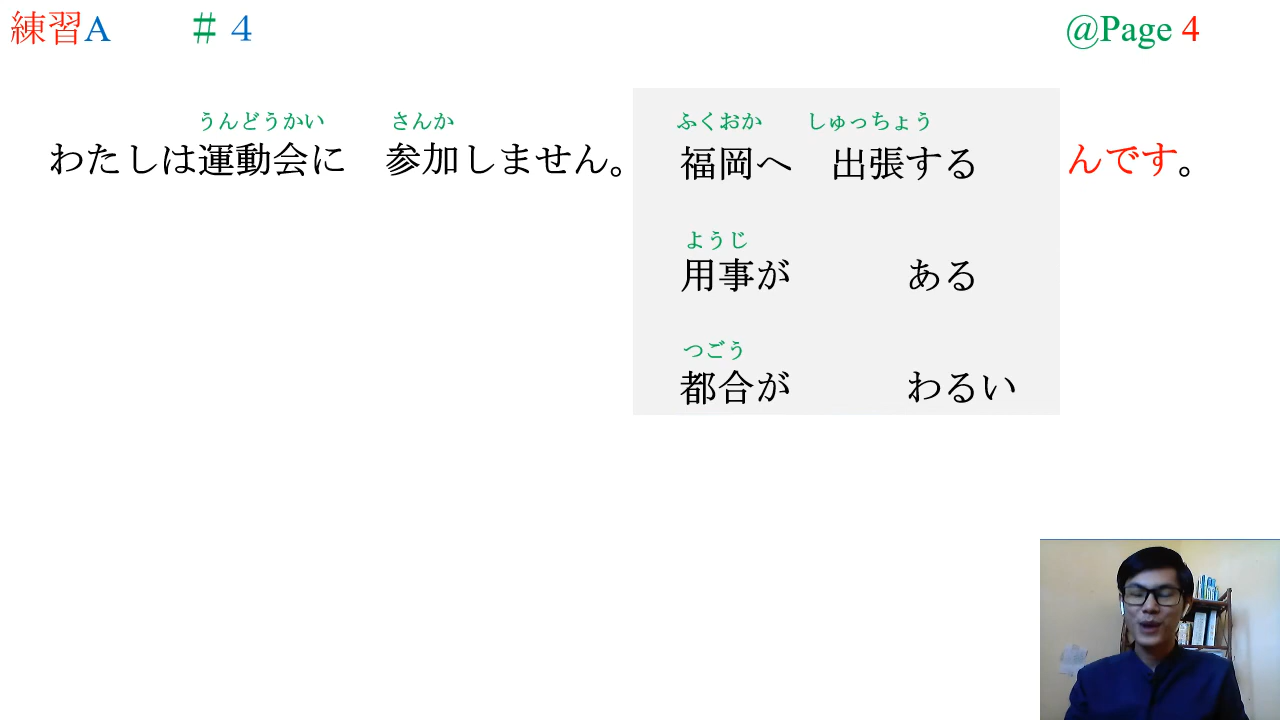 練習A # 4 @Page 4
うんどうかい さんか ふくおか しゅっちょう
わたしは運動会に 参加しません。 福岡へ 出張する んです。
ようじ
用事が ある
つごう
都合が わるい